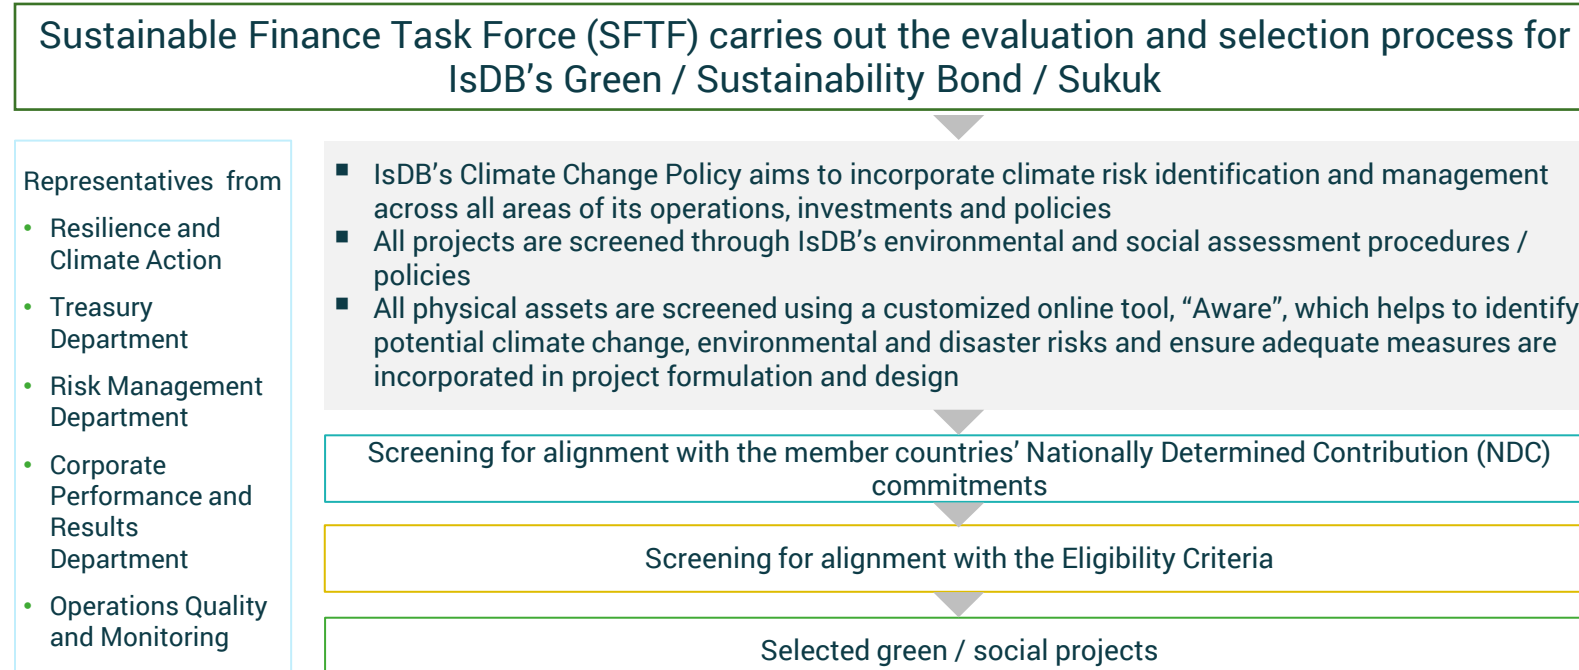 Sustainable Finance Task Force (SFTF) carries out the evaluation and selection process for
IsDB's Green / Sustainability Bond / Sukuk
Representatives from
• Resilience and
Climate Action
• Treasury
Department
• Risk Management
Department
• Corporate
Performance and
Results
Department
• Operations Quality
and Monitoring
▪ IsDB's Climate Change Policy aims to incorporate climate risk identification and management
across all areas of its operations, investments and policies
▪ All projects are screened through IsDB's environmental and social assessment procedures /
policies
▪ All physical assets are screened using a customized online tool, “Aware”, which helps to identify
potential climate change, environmental and disaster risks and ensure adequate measures are
incorporated in project formulation and design
Screening for alignment with the member countries' Nationally Determined Contribution (NDC)
commitments
Screening for alignment with the Eligibility Criteria
Selected green / social projects